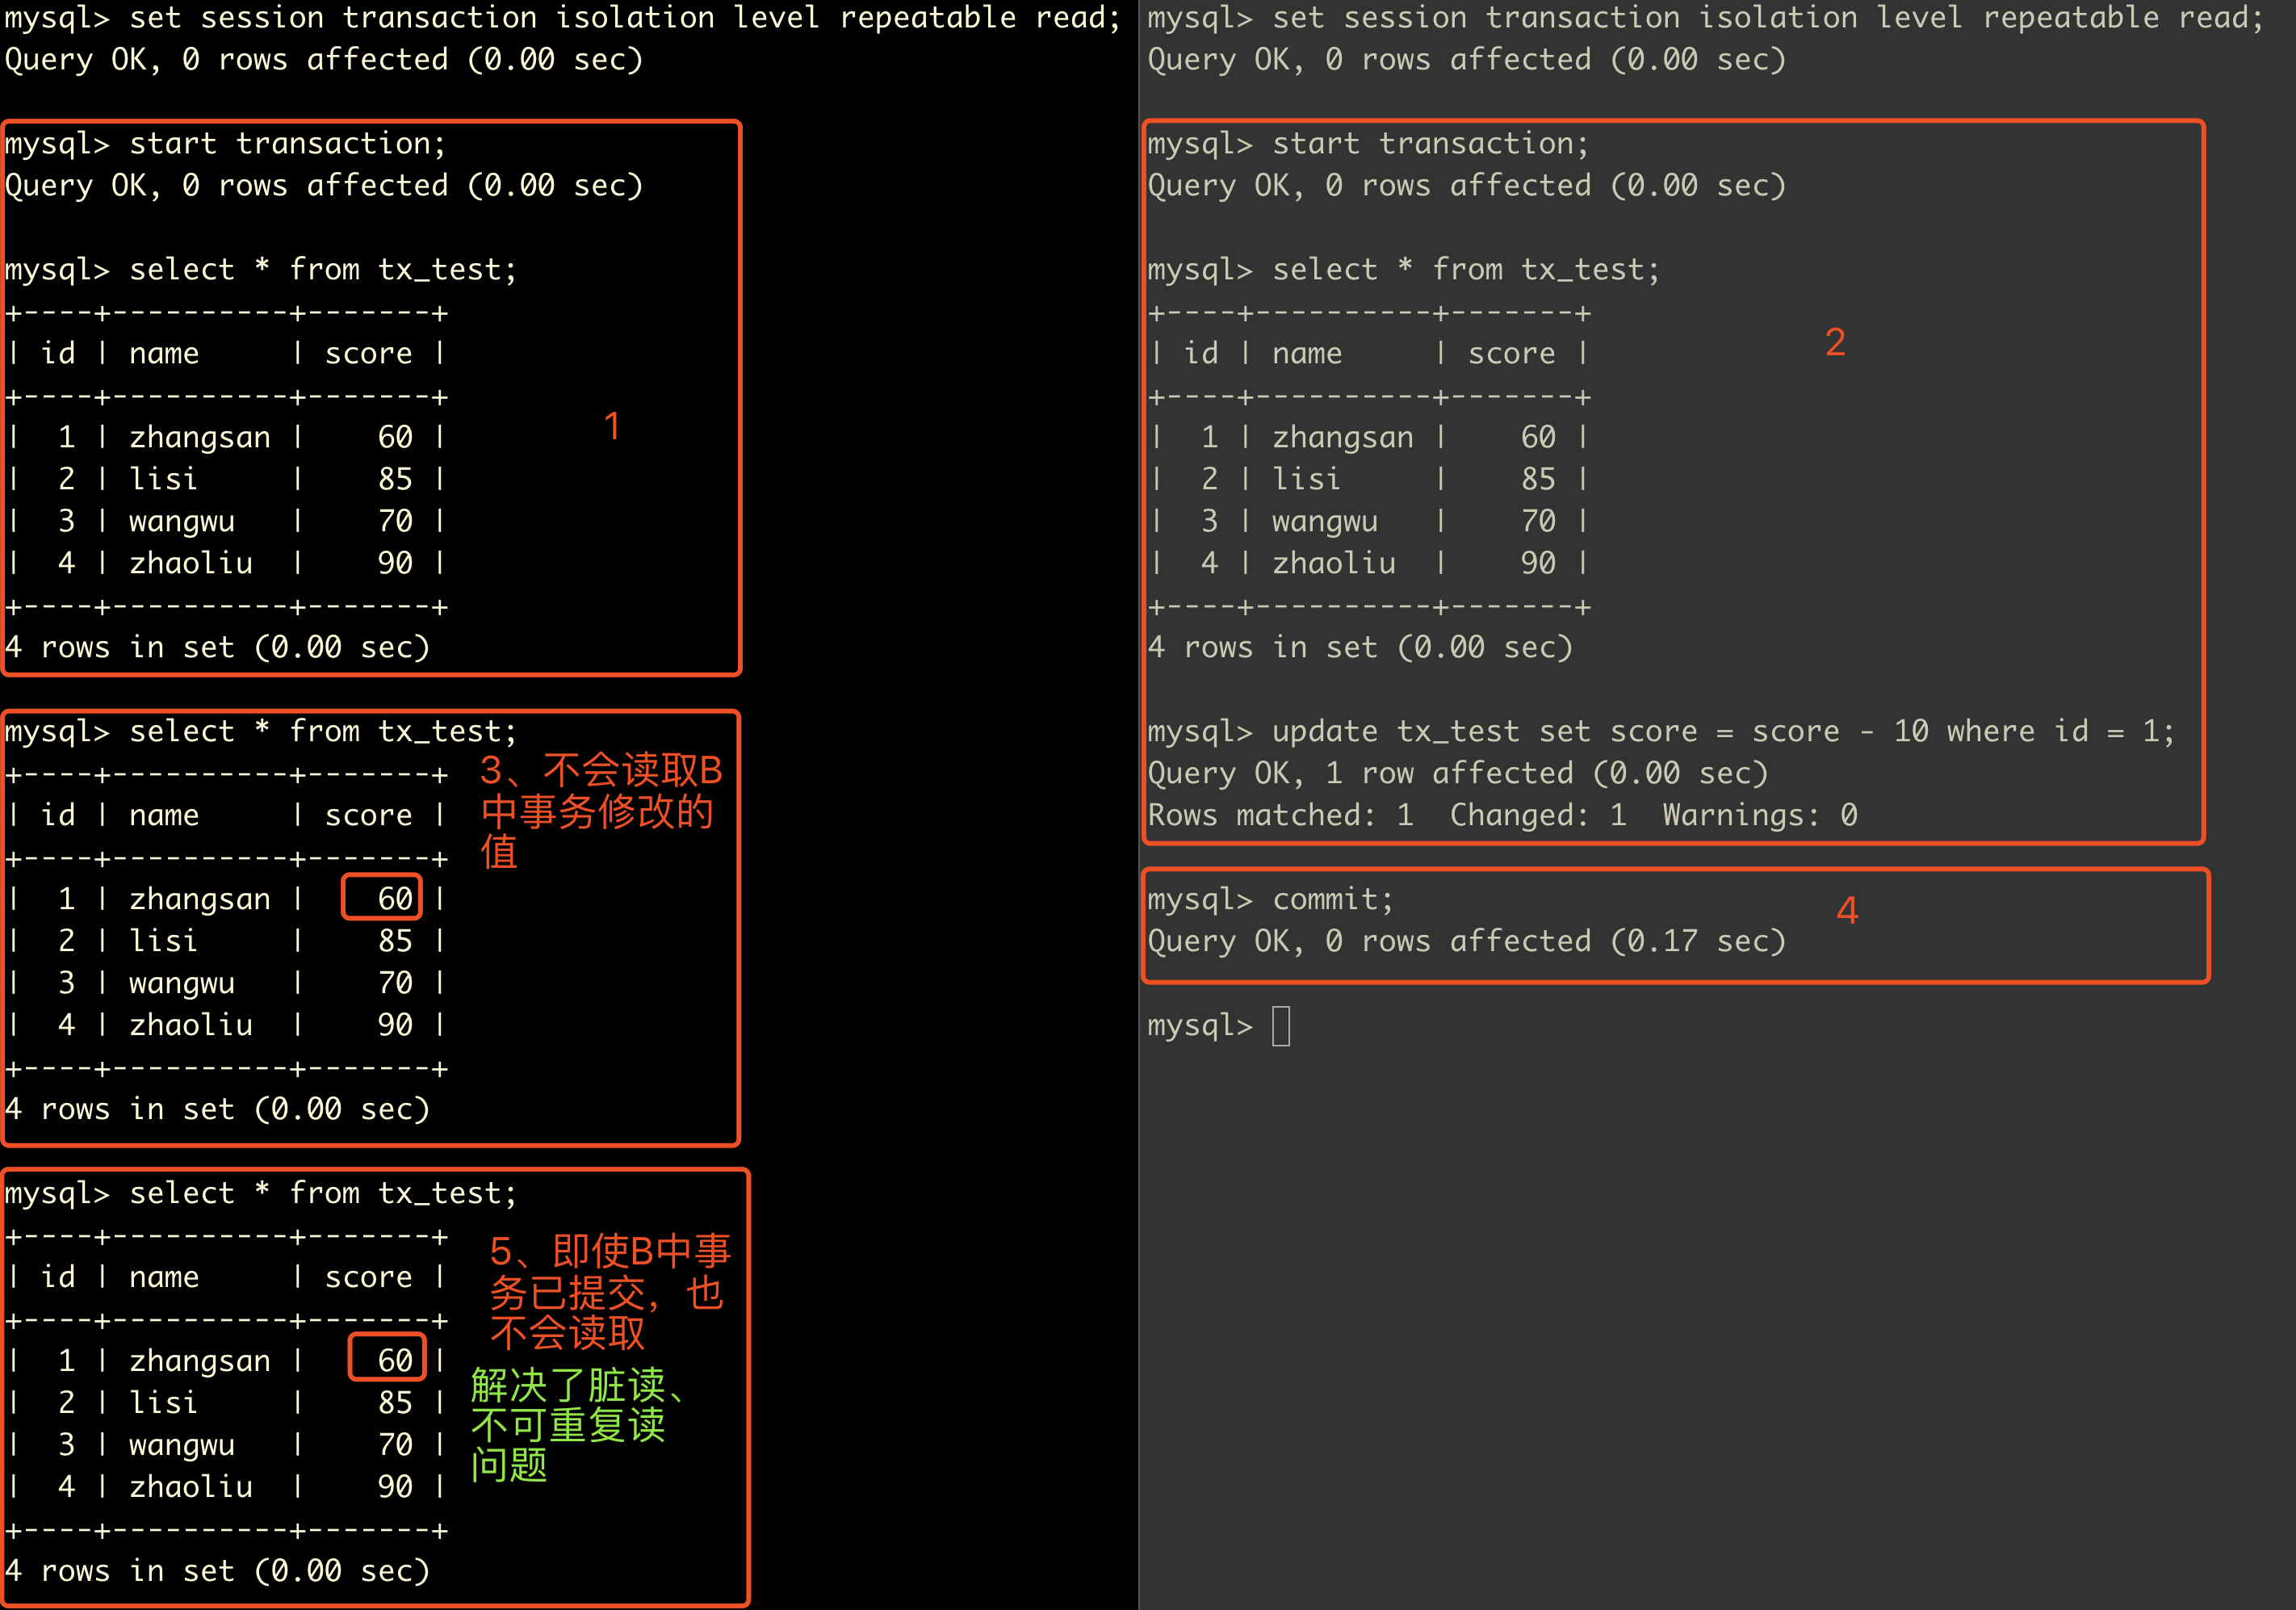 mysql> set session transaction isolation level repeatable read;
Query OK, 0 rows affected (0.00 sec)
mysql> start transaction;
Query OK, 0 rows affected (0.00 sec)
mysql> select * from tx_test;
+----+----------+-------+
| id | name     | score |
+----+----------+-------+
|  1 | zhangsan |    60 |
|  2 | lisi     |    85 |
|  3 | wangwu   |    70 |
|  4 | zhaoliu  |    90 |
+----+----------+-------+
4 rows in set (0.00 sec)
1
mysql> select * from tx_test;
+----+----------+-------+
| id | name     | score |
+----+----------+-------+
|  1 | zhangsan |    60 |
|  2 | lisi     |    85 |
|  3 | wangwu   |    70 |
|  4 | zhaoliu  |    90 |
+----+----------+-------+
4 rows in set (0.00 sec)
3、不会读取B
中事务修改的
值
mysql> select * from tx_test;
+----+----------+-------+
| id | name     | score |
+----+----------+-------+
|  1 | zhangsan |    60 |
|  2 | lisi     |    85 |
|  3 | wangwu   |    70 |
|  4 | zhaoliu  |    90 |
+----+----------+-------+
4 rows in set (0.00 sec)
5、即使B中事
务已提交，也
不会读取
解决了脏读、
不可重复读
问题
mysql> set session transaction isolation level repeatable read;
Query OK, 0 rows affected (0.00 sec)
mysql> start transaction;
Query OK, 0 rows affected (0.00 sec)
mysql> select * from tx_test;
+----+----------+-------+
| id | name     | score |
+----+----------+-------+
|  1 | zhangsan |    60 |
|  2 | lisi     |    85 |
|  3 | wangwu   |    70 |
|  4 | zhaoliu  |    90 |
+----+----------+-------+
4 rows in set (0.00 sec)
2
mysql> update tx_test set score = score - 10 where id = 1;
Query OK, 1 row affected (0.00 sec)
Rows matched: 1  Changed: 1  Warnings: 0
mysql> commit;
Query OK, 0 rows affected (0.17 sec)
4
mysql>